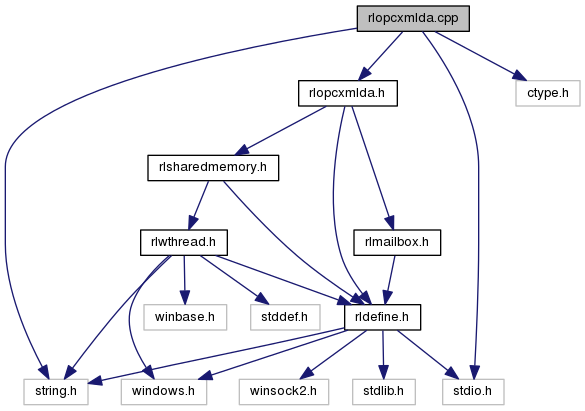 rlopcxmlda.cpp
rlopcxmlda.h
ctype.h
rlsharedmemory.h
rlwthread.h
rlmailbox.h
winbase.h
stddef.h
rldefine.h
string.h
windows.h
winsock2.h
stdlib.h
stdio.h